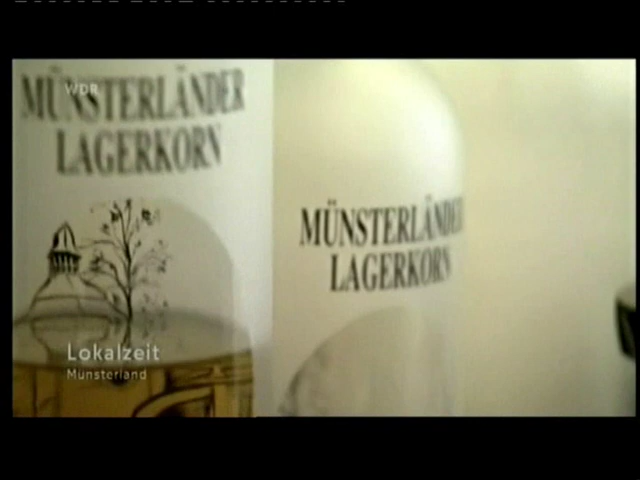 WDR
MÜNSTERLÄNDER
LAGERKORN
MÜNSTERLÄNDER
LAGERKORN
Lokalzeit
Münsterland